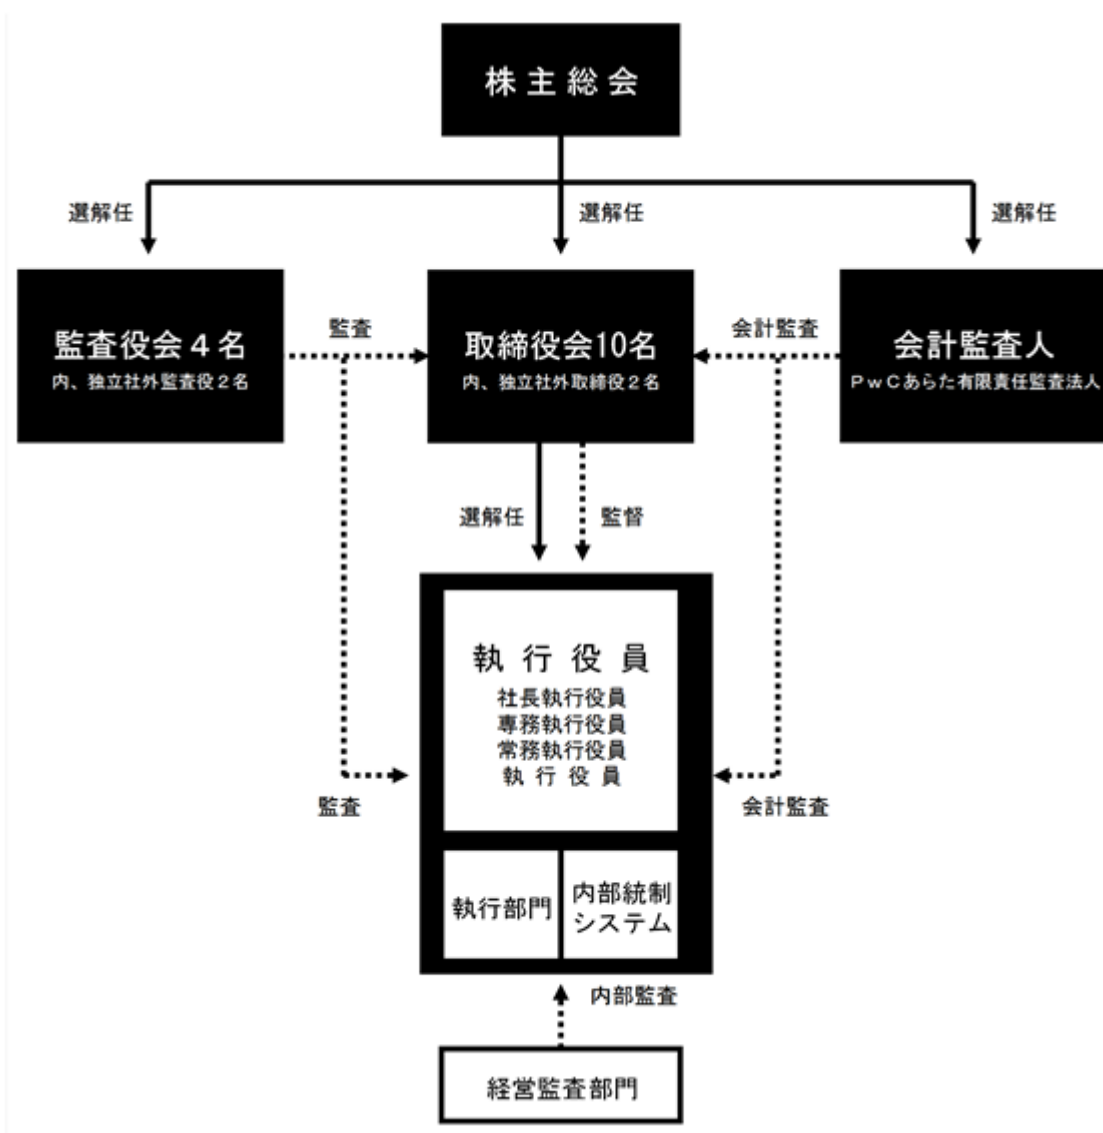 株主総会
選解任
選解任
選解任
監査役会4名
内、独立社外監査役2名
監査
取締役会10名
内、独立社外取締役2名
会計監査
会計監査人
PwCあらた有限責任監査法人
選解任
監督
執行役員
社長執行役員
専務執行役員
常務執行役員
執行役員
監査
会計監査
執行部門
内部統制
システム
内部監査
経営監査部門